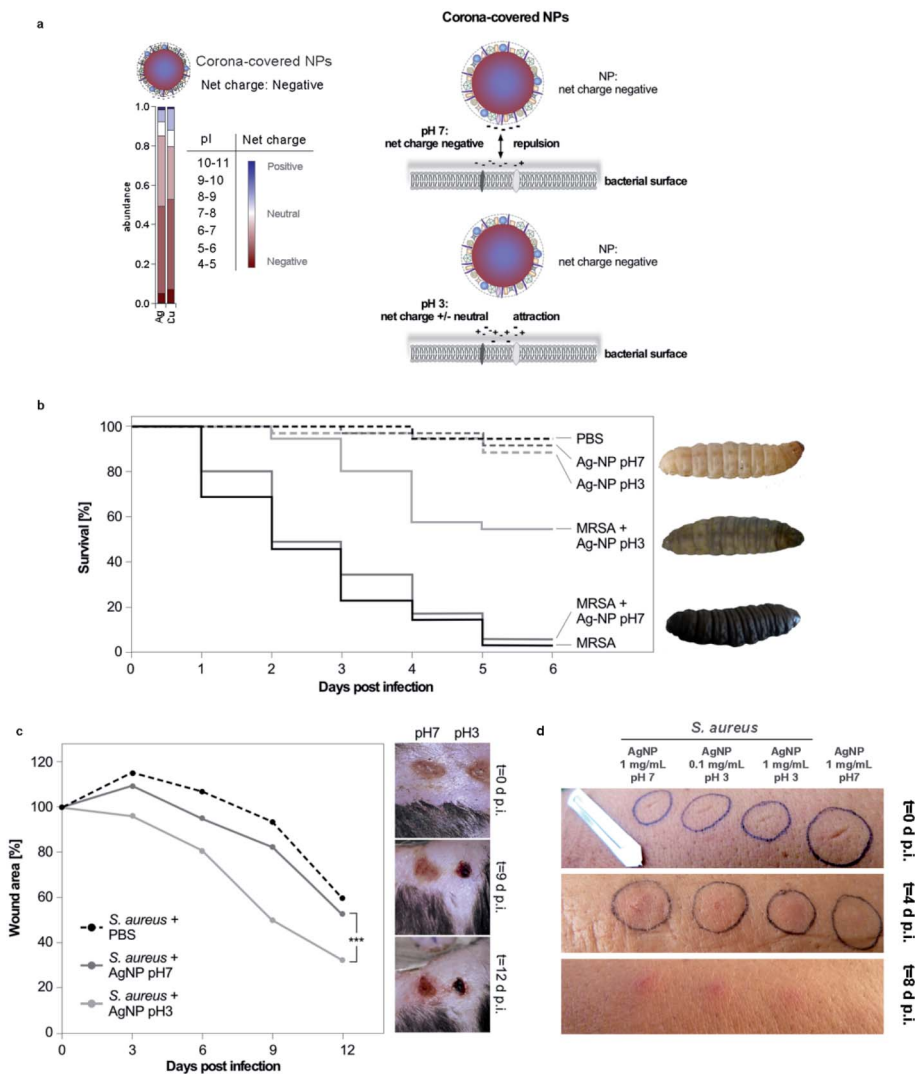 a
Corona-covered NPs
Net charge: Negative
abundance
1.0
0.8
0.6
0.4
0.2
0.0
Ag
Cu
pI
Net charge
10-11
9-10
8-9
7-8
6-7
5-6
4-5
Positive
Neutral
Negative
Corona-covered NPs
NP:
net charge negative
pH 7:
net charge negative
repulsion
bacterial surface
NP:
net charge negative
pH 3:
net charge +/- neutral
attraction
bacterial surface
b
Survival [%]
100
80
60
40
20
0
0 1 2 3 4 5 6
Days post infection
PBS
Ag-NP pH7
Ag-NP pH3
MRSA +
Ag-NP pH3
MRSA +
Ag-NP pH7
MRSA
c
Wound area [%]
120
100
80
60
40
20
0
0 3 6 9 12
Days post infection
S. aureus +
PBS
S. aureus +
AgNP pH7
S. aureus +
AgNP pH3
***
pH7 pH3
t=0 d p.i.
t=9 d p.i.
t=12 d p.i.
d
S. aureus
AgNP
1 mg/mL
pH 7
AgNP
0.1 mg/mL
pH 3
AgNP
1 mg/mL
pH 3
AgNP
1 mg/mL
pH7
t=0 d p.i.
t=4 d p.i.
t=8 d p.i.